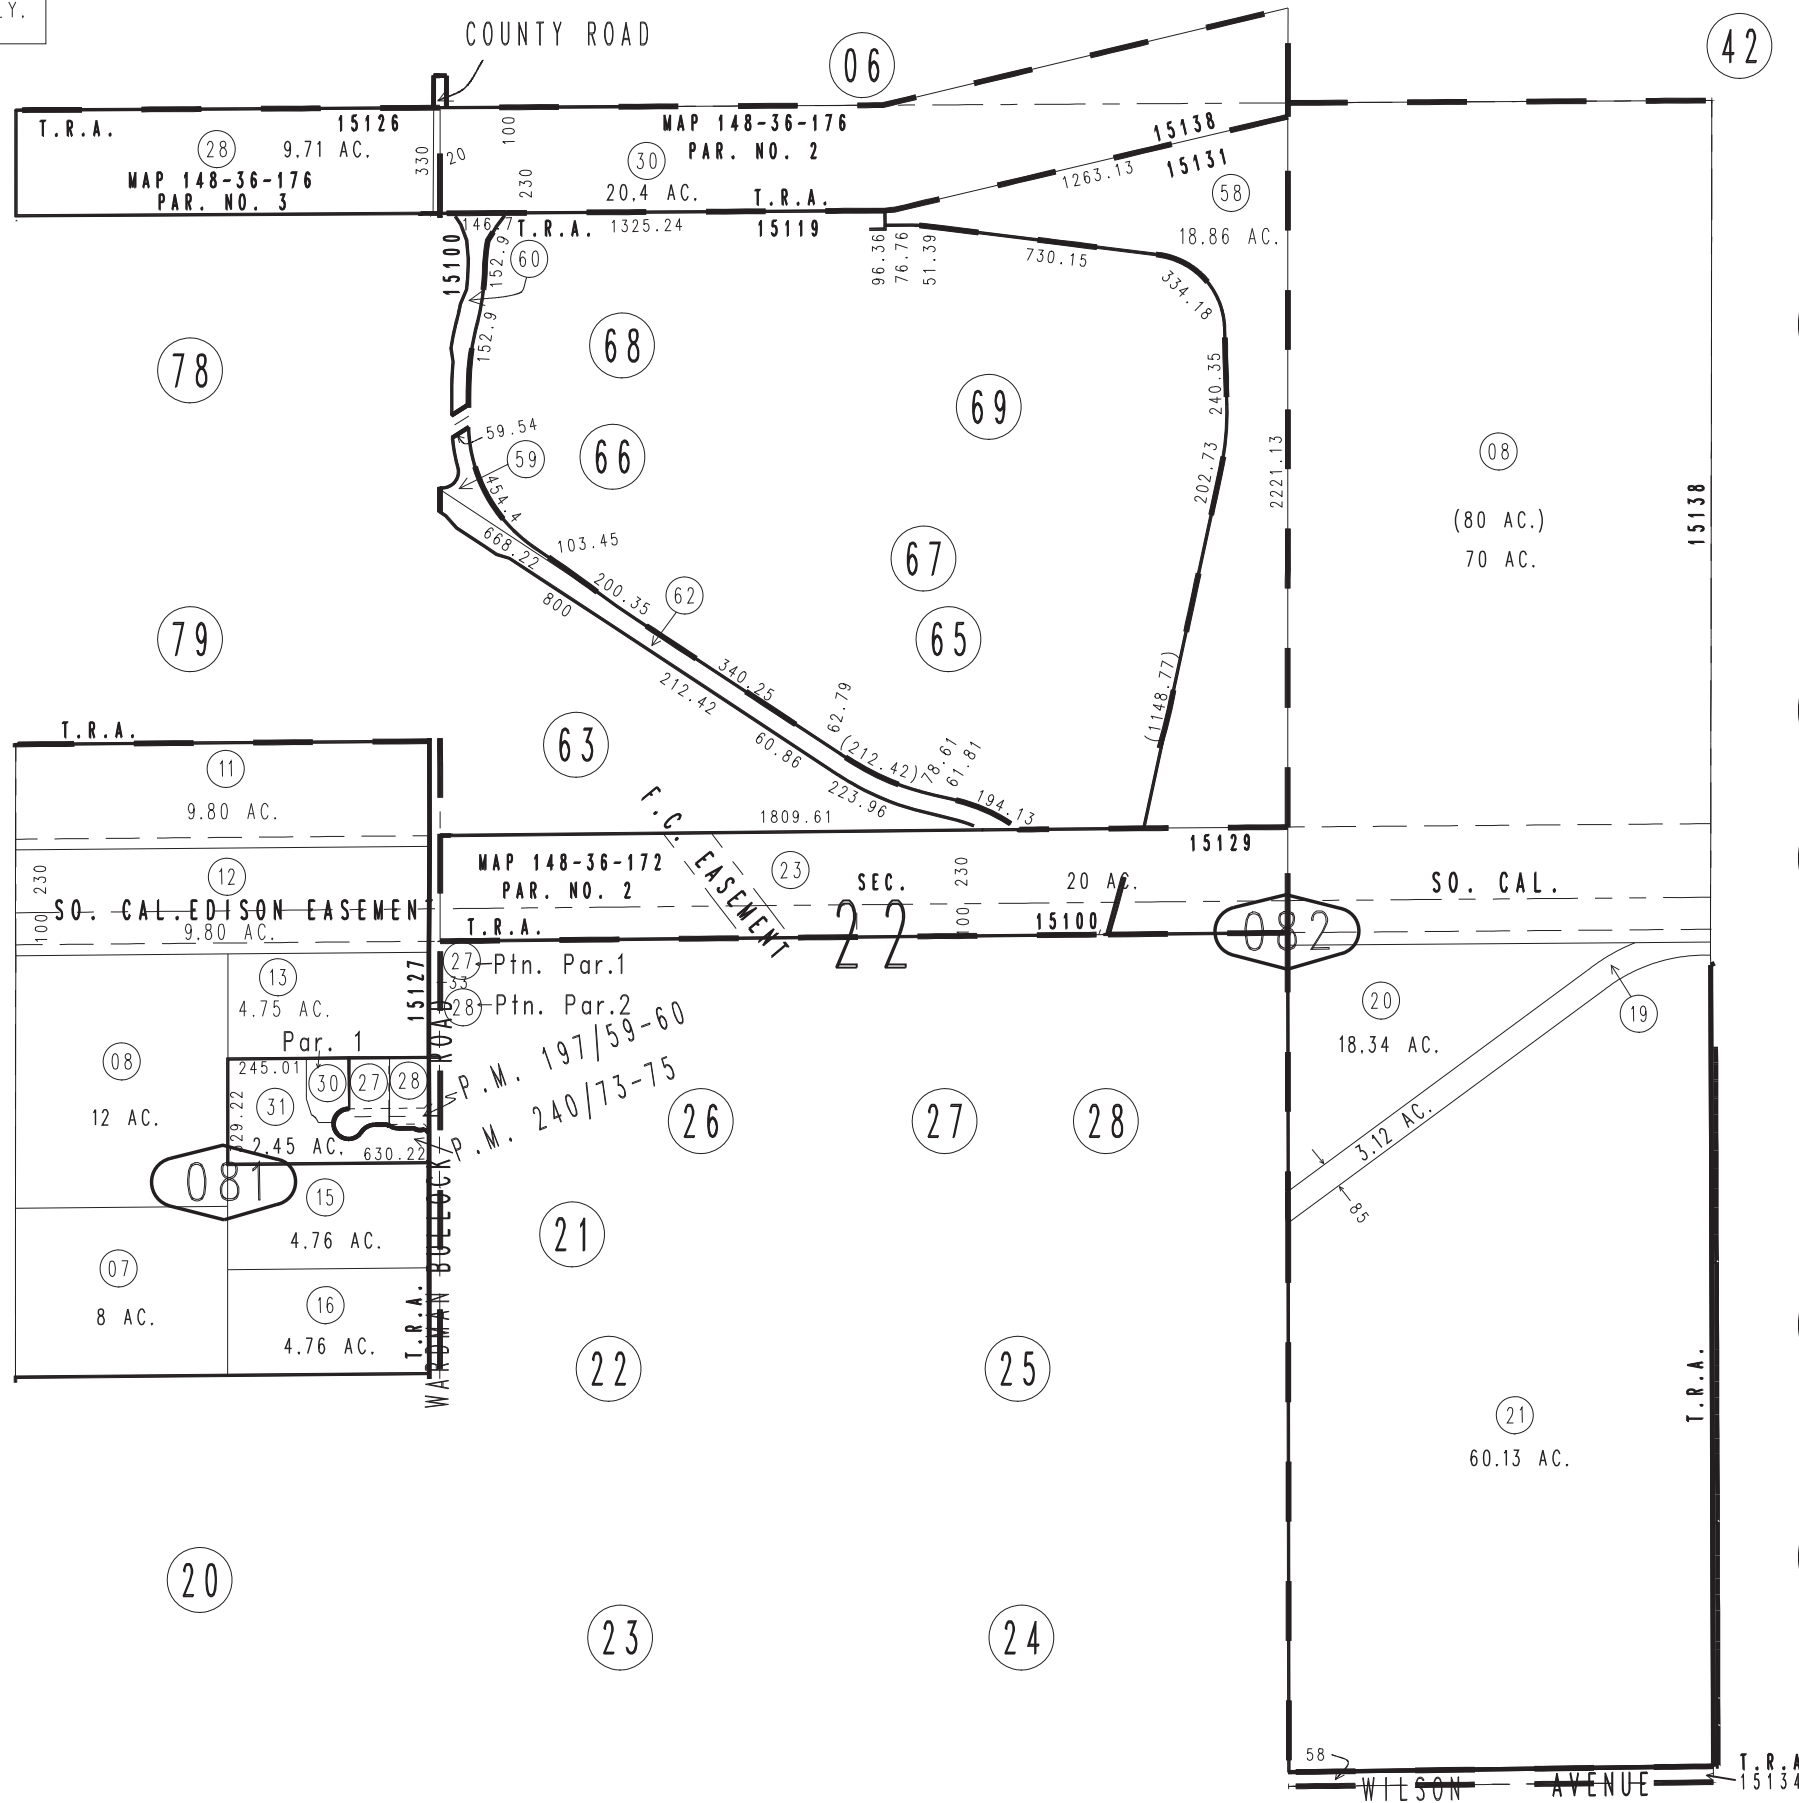 Y.
COUNTY ROAD
06
42
T.R.A.
15126
28
9.71 AC.
MAP 148-36-176
PAR. NO. 3
330
20
100
230
MAP 148-36-176
PAR. NO. 2
30
20.4 AC.
T.R.A.
15138
15131
1263.13
58
18.86 AC.
146.7
T.R.A.
1325.24
15119
15100
152.9
60
152.9
96.36
76.76
51.39
730.15
334.18
78
68
69
240.35
59.54
59
66
454.4
202.73
2221.13
08
(80 AC.)
70 AC.
15138
668.22
103.45
67
800
200.35
62
65
79
340.25
212.42
62.79
(1148.77)
63
60.86
(212.42)
78.61
61.81
223.96
194.13
T.R.A.
11
9.80 AC.
1809.61
F.C. EASEMENT
15129
MAP 148-36-172
PAR. NO. 2
23
SEC.
22
230
100
20 AC.
15100
T.R.A.
12
230
100
SO. CAL. EDISON EASEMEN
9.80 AC.
SO. CAL.
082
27
Ptn. Par.1
33
28
Ptn. Par.2
15127
13
4.75 AC.
Par. 1
P.M. 197/59-60
P.M. 240/73-75
20
18.34 AC.
19
08
12 AC.
245.01
30
27
28
31
2.45 AC.
630.22
081
26
27
28
3.12 AC.
85
15
4.76 AC.
21
07
8 AC.
16
4.76 AC.
T.R.A.
WARDMAN BULLOCK ROAD
22
25
T.R.A.
21
60.13 AC.
20
23
24
58
WILSON AVENUE
T.R.A
15134